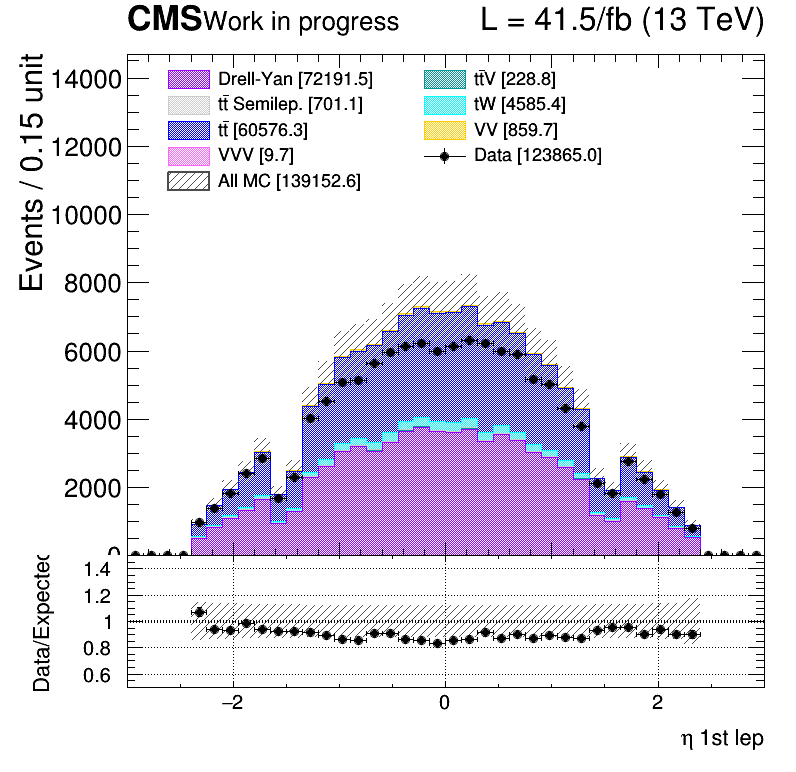 CMS Work in progress L = 41.5/fb (13 TeV)
Events / 0.15 unit
14000
12000
10000
8000
6000
4000
2000
0
Drell-Yan [72191.5]
tt̄ Semilep. [701.1]
tt̄ [60576.3]
VVV [9.7]
All MC [139152.6]
tt̄V [228.8]
tW [4585.4]
VV [859.7]
Data [123865.0]
Data/Expected
1.4
1.2
1
0.8
0.6
−2 0 2
η 1st lep